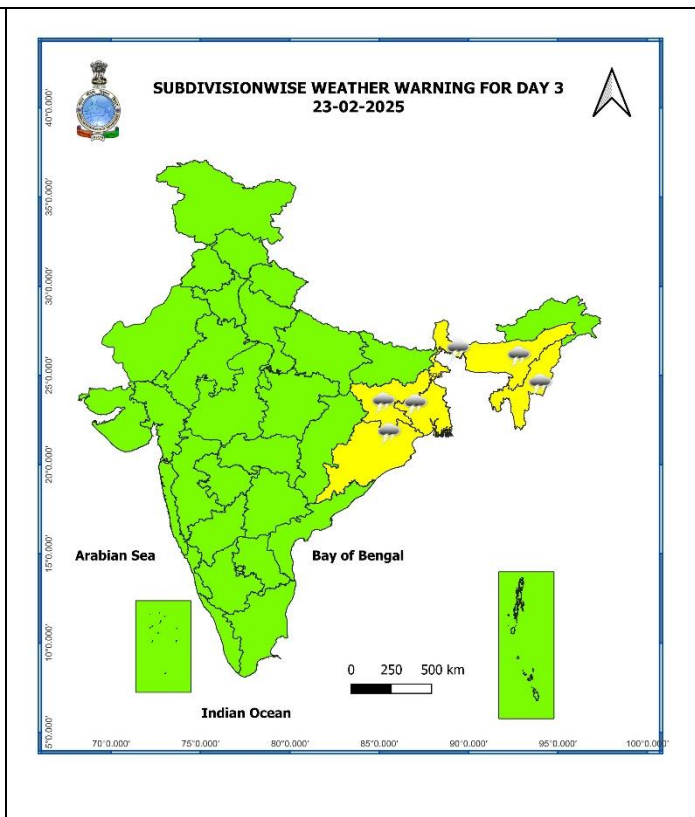 SUBDIVISIONWISE WEATHER WARNING FOR DAY 3
23-02-2025
40°0.000'
35°0.000'
30°0.000'
25°0.000'
20°0.000'
15°0.000'
10°0.000'
5°0.000'
Arabian Sea
Bay of Bengal
0 250 500 km
Indian Ocean
70°0.000' 75°0.000' 80°0.000' 85°0.000' 90°0.000' 95°0.000' 100°0.000'